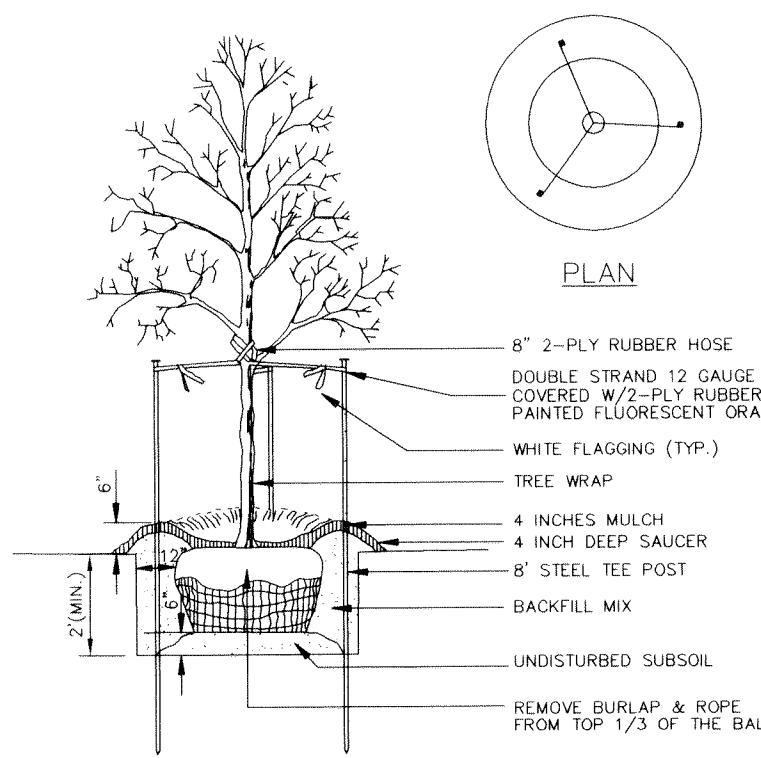 PLAN
8" 2-PLY RUBBER HOSE
DOUBLE STRAND 12 GAUGE
COVERED W/2-PLY RUBBER
PAINTED FLUORESCENT ORA
WHITE FLAGGING (TYP.)
TREE WRAP
6"
4 INCHES MULCH
4 INCH DEEP SAUCER
12"
8' STEEL TEE POST
2'(MIN.)
6"
BACKFILL MIX
UNDISTURBED SUBSOIL
REMOVE BURLAP & ROPE
FROM TOP 1/3 OF THE BAL